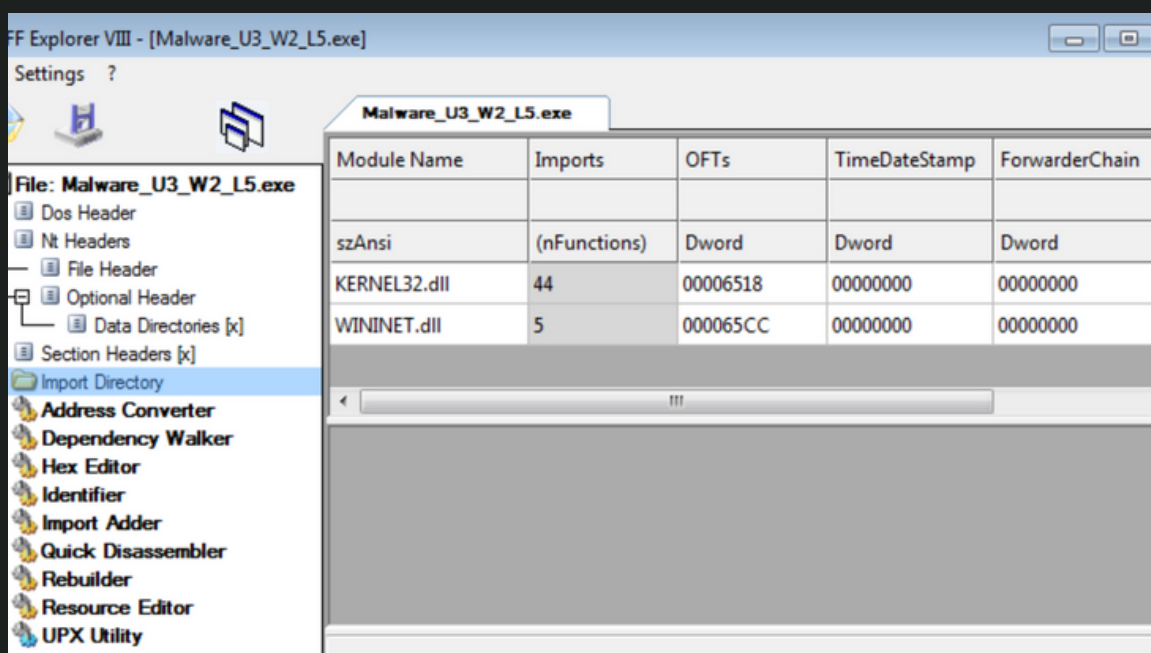 FF Explorer VIII - [Malware_U3_W2_L5.exe]
Settings ?
Malware_U3_W2_L5.exe
Module Name Imports OFTs TimeDateStamp ForwarderChain
szAnsi (nFunctions) Dword Dword Dword
KERNEL32.dll 44 00006518 00000000 00000000
WININET.dll 5 000065CC 00000000 00000000
File: Malware_U3_W2_L5.exe
Dos Header
Nt Headers
File Header
Optional Header
Data Directories [x]
Section Headers [x]
Import Directory
Address Converter
Dependency Walker
Hex Editor
Identifier
Import Adder
Quick Disassembler
Rebuilder
Resource Editor
UPX Utility